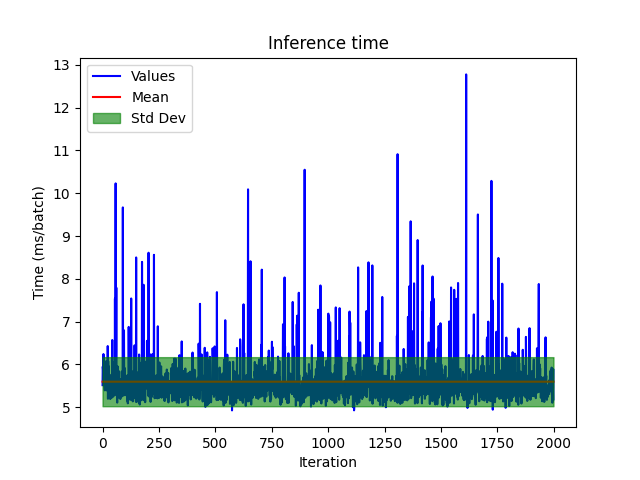 Inference time
Time (ms/batch)
13
12
11
10
9
8
7
6
5
Values
Mean
Std Dev
0 250 500 750 1000 1250 1500 1750 2000
Iteration